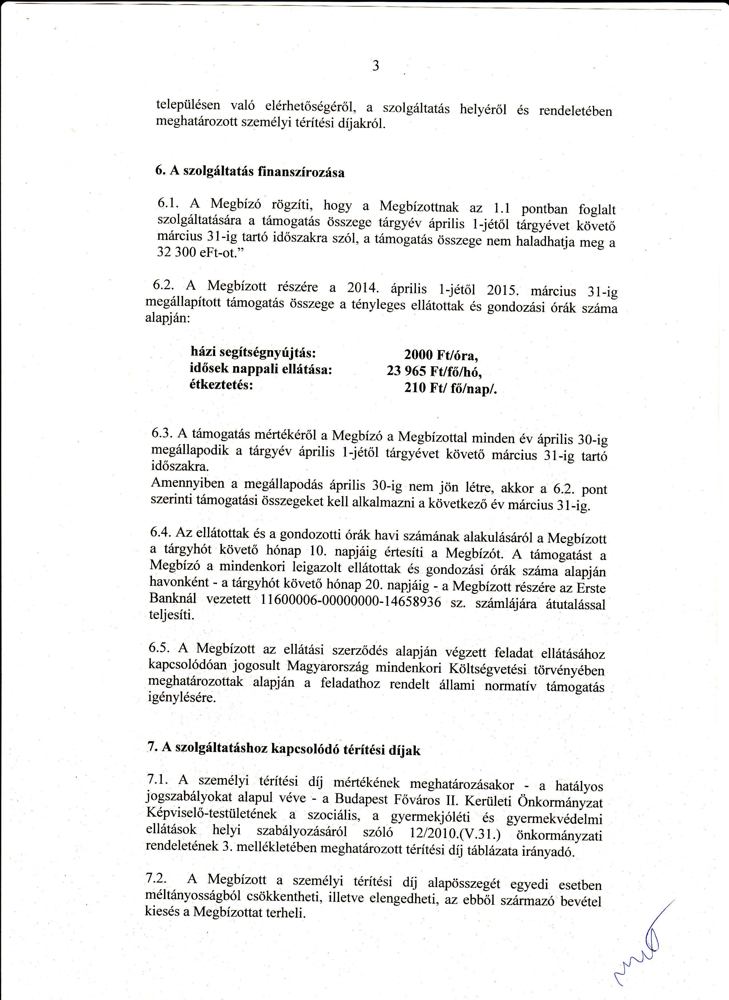 3
településen való elérhetőségéről, a szolgáltatás helyéről és rendeletében
meghatározott személyi térítési díjakról.
6. A szolgáltatás finanszírozása
6.1. A Megbízó rögzíti, hogy a Megbízottnak az 1.1 pontban foglalt
szolgáltatására a támogatás összege tárgyév április 1-jétől tárgyévet követő
március 31-ig tartó időszakra szól, a támogatás összege nem haladhatja meg a
32 300 eFt-ot.”
6.2. A Megbízott részére a 2014. április 1-jétől 2015. március 31-ig
megállapított támogatás összege a tényleges ellátottak és gondozási órák száma
alapján:
házi segítségnyújtás: 2000 Ft/óra,
idősek nappali ellátása: 23 965 Ft/fő/hó,
étkeztetés: 210 Ft/ fő/nap/.
6.3. A támogatás mértékéről a Megbízó a Megbízottal minden év április 30-ig
megállapodik a tárgyév április 1-jétől tárgyévet követő március 31-ig tartó
időszakra.
Amennyiben a megállapodás április 30-ig nem jön létre, akkor a 6.2. pont
szerinti támogatási összegeket kell alkalmazni a következő év március 31-ig.
6.4. Az ellátottak és a gondozotti órák havi számának alakulásáról a Megbízott
a tárgyhót követő hónap 10. napjáig értesíti a Megbízót. A támogatást a
Megbízó a mindenkori leigazolt ellátottak és gondozási órák száma alapján
havonként - a tárgyhót követő hónap 20. napjáig - a Megbízott részére az Erste
Banknál vezetett 11600006-00000000-14658936 sz. számlájára átutalással
teljesíti.
6.5. A Megbízott az ellátási szerződés alapján végzett feladat ellátásához
kapcsolódóan jogosult Magyarország mindenkori Költségvetési törvényében
meghatározottak alapján a feladathoz rendelt állami normatív támogatás
igénylésére.
7. A szolgáltatáshoz kapcsolódó térítési díjak
7.1. A személyi térítési díj mértékének meghatározásakor - a hatályos
jogszabályokat alapul véve - a Budapest Főváros II. Kerületi Önkormányzat
Képviselő-testületének a szociális, a gyermekjóléti és gyermekvédelmi
ellátások helyi szabályozásáról szóló 12/2010.(V.31.) önkormányzati
rendeletének 3. mellékletében meghatározott térítési díj táblázata irányadó.
7.2. A Megbízott a személyi térítési díj alapösszegét egyedi esetben
méltányosságból csökkentheti, illetve elengedheti, az ebből származó bevétel
kiesés a Megbízottat terheli.